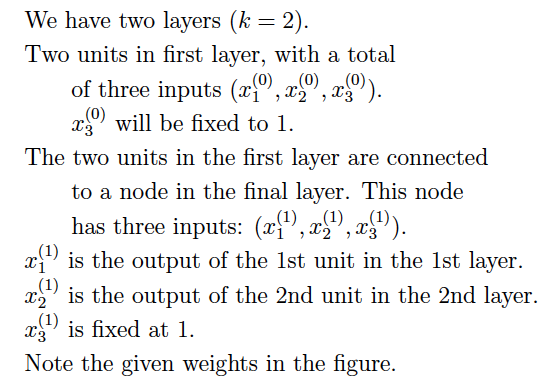 We have two layers (k = 2).
Two units in first layer, with a total
of three inputs (x_1^{(0)}, x_2^{(0)}, x_3^{(0)}).
x_3^{(0)} will be fixed to 1.
The two units in the first layer are connected
to a node in the final layer. This node
has three inputs: (x_1^{(1)}, x_2^{(1)}, x_3^{(1)}).
x_1^{(1)} is the output of the 1st unit in the 1st layer.
x_2^{(1)} is the output of the 2nd unit in the 2nd layer.
x_3^{(1)} is fixed at 1.
Note the given weights in the figure.